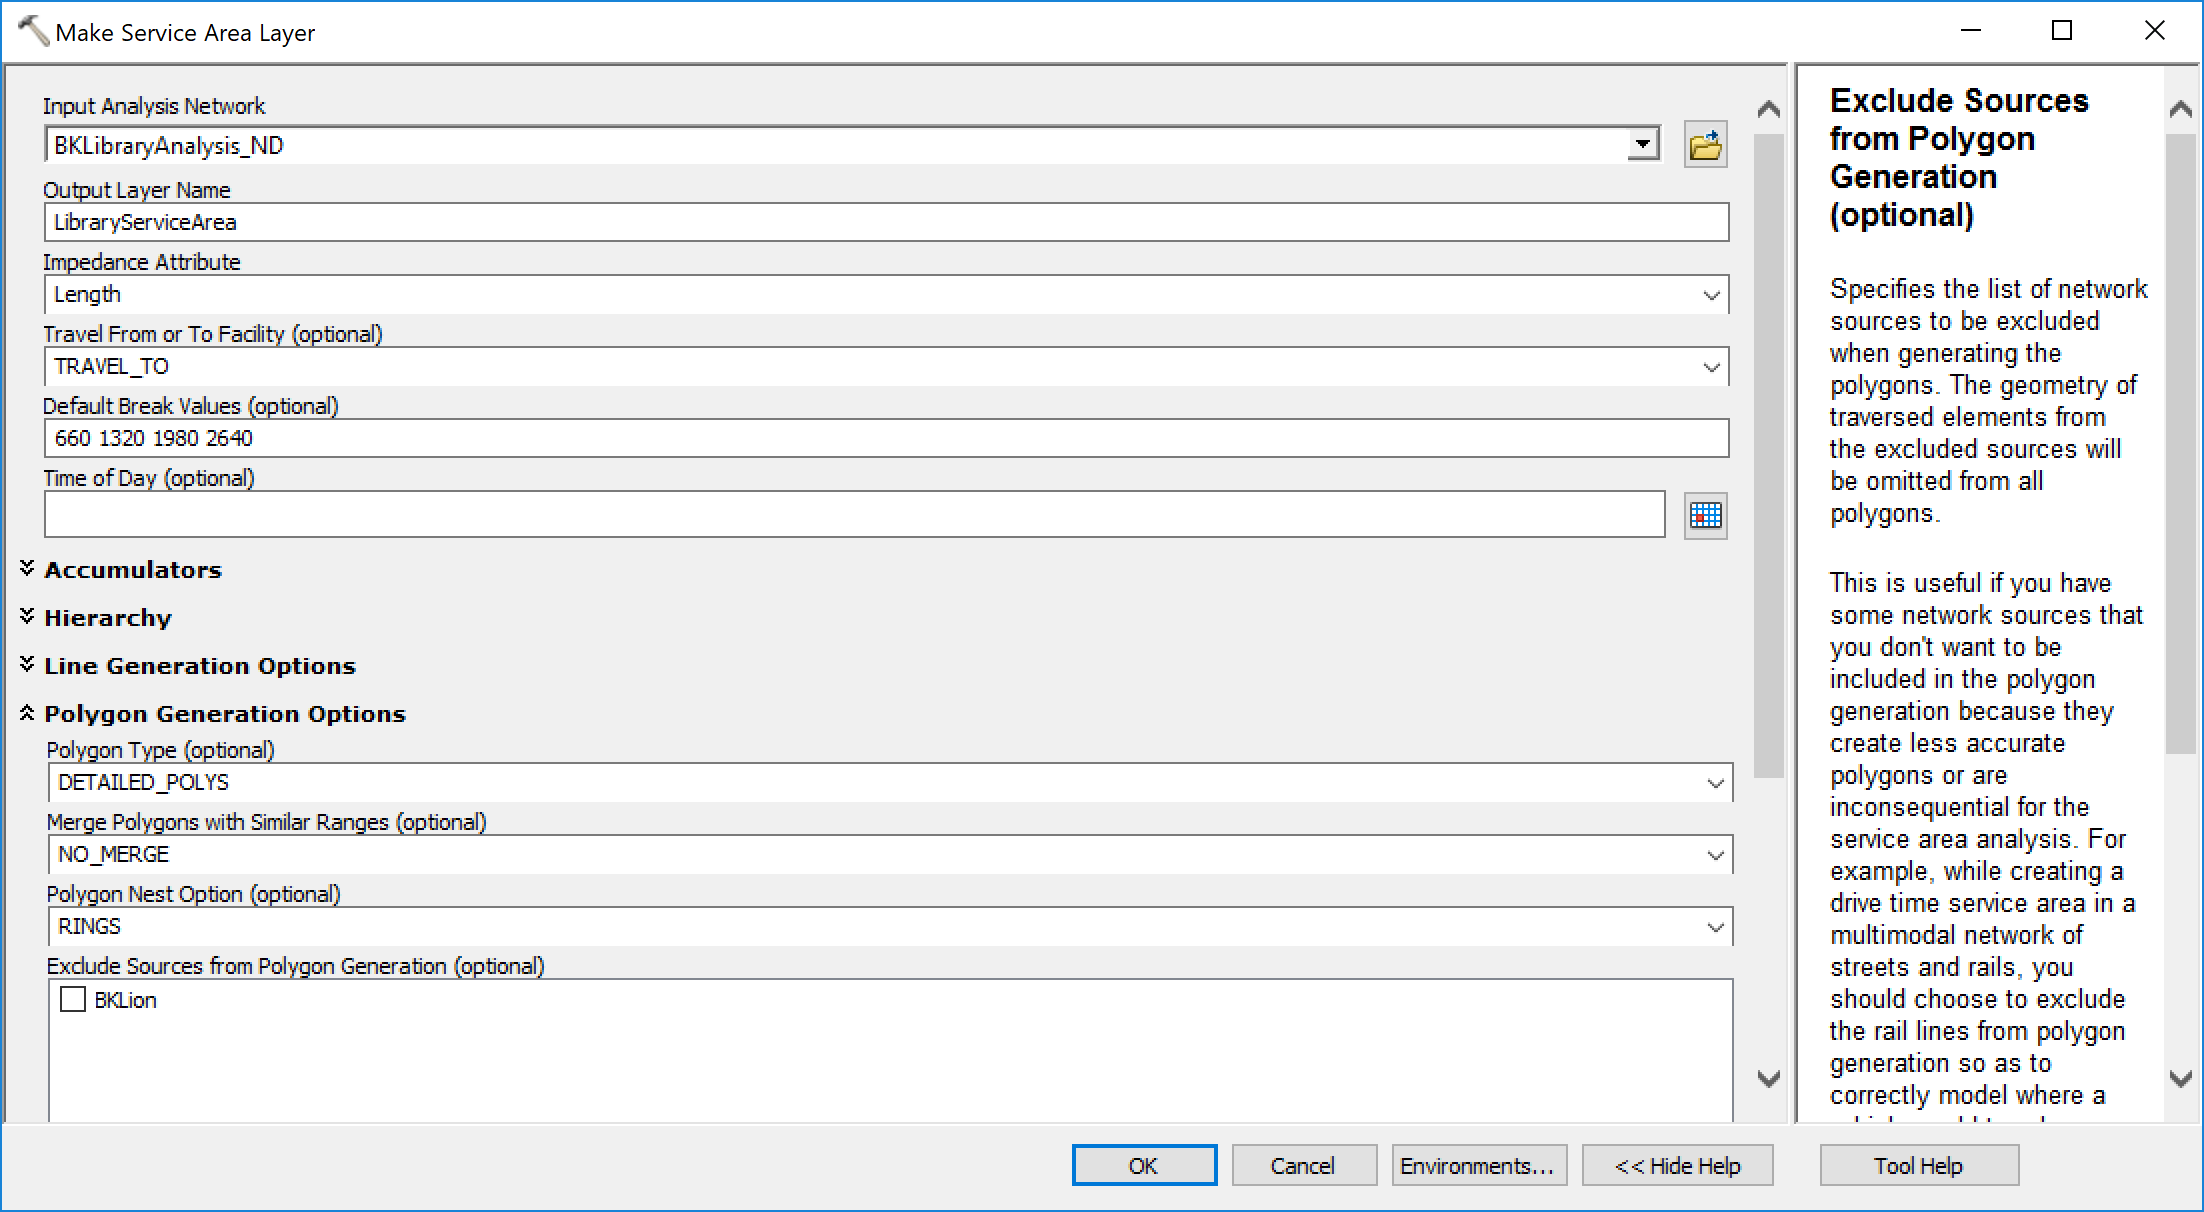 Make Service Area Layer
Input Analysis Network
BKLibraryAnalysis_ND
Output Layer Name
LibraryServiceArea
Impedance Attribute
Length
Travel From or To Facility (optional)
TRAVEL_TO
Default Break Values (optional)
660 1320 1980 2640
Time of Day (optional)
Accumulators
Hierarchy
Line Generation Options
Polygon Generation Options
Polygon Type (optional)
DETAILED_POLYS
Merge Polygons with Similar Ranges (optional)
NO_MERGE
Polygon Nest Option (optional)
RINGS
Exclude Sources from Polygon Generation (optional)
BKLion
Exclude Sources
from Polygon
Generation
(optional)
Specifies the list of network
sources to be excluded
when generating the
polygons. The geometry of
traversed elements from
the excluded sources will
be omitted from all
polygons.
This is useful if you have
some network sources that
you don't want to be
included in the polygon
generation because they
create less accurate
polygons or are
inconsequential for the
service area analysis. For
example, while creating a
drive time service area in a
multimodal network of
streets and rails, you
should choose to exclude
the rail lines from polygon
generation so as to
correctly model where a
OK
Cancel
Environments...
<< Hide Help
Tool Help